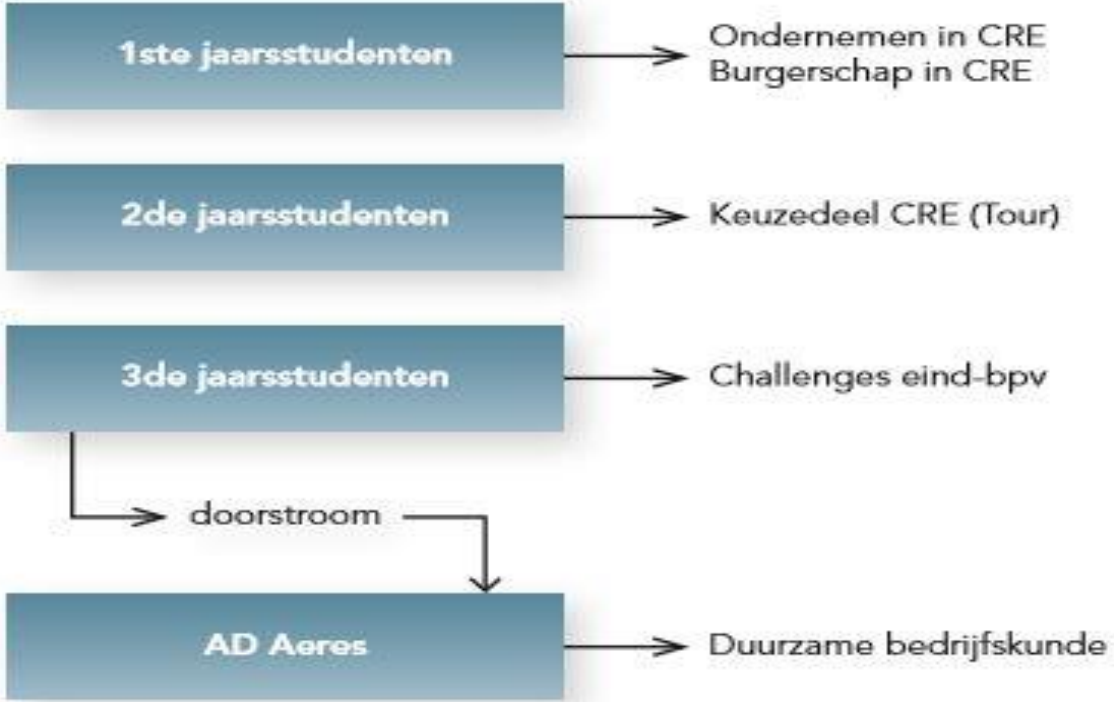 1ste jaarsstudenten
Ondernemen in CRE
Burgerschap in CRE
2de jaarsstudenten
Keuzedeel CRE (Tour)
3de jaarsstudenten
Challenges eind-bpv
doorstroom
AD Aeres
Duurzame bedrijfskunde